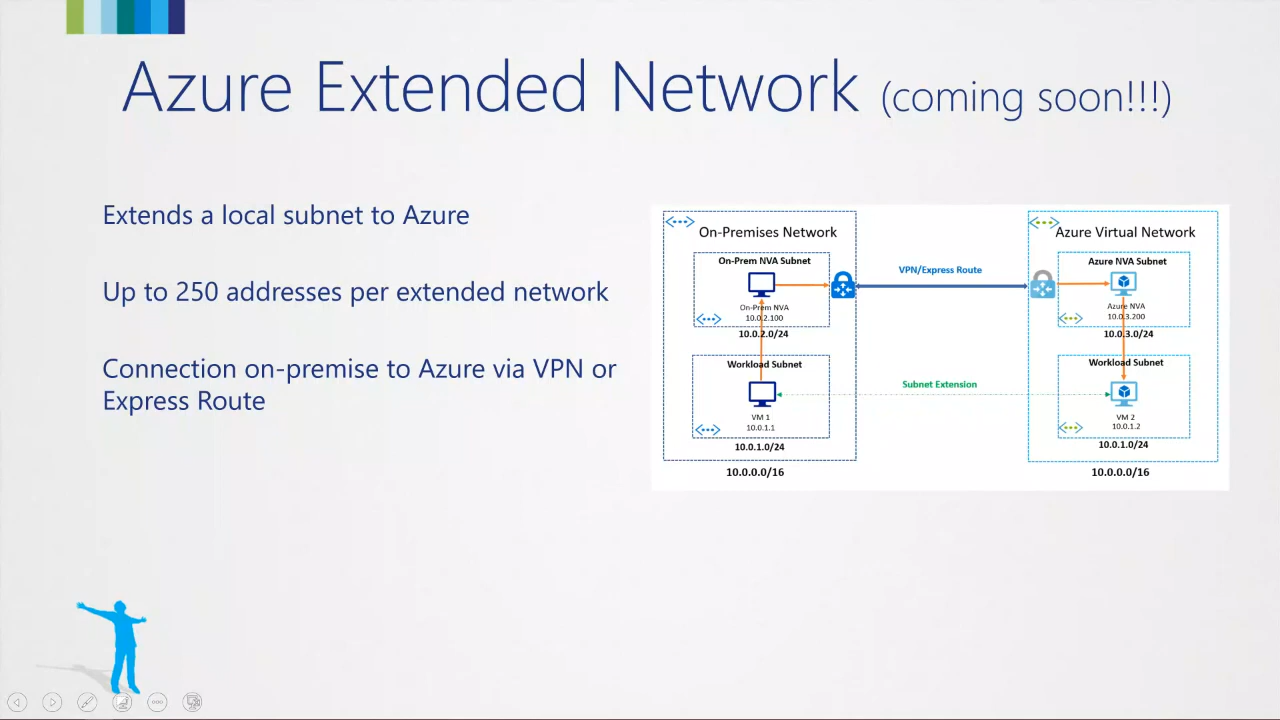 Azure Extended Network (coming soon!!!)
Extends a local subnet to Azure
Up to 250 addresses per extended network
Connection on-premise to Azure via VPN or
Express Route
On-Premises Network
On-Prem NVA Subnet
On-Prem NVA
10.0.2.100
10.0.2.0/24
Workload Subnet
VM 1
10.0.1.1
10.0.1.0/24
10.0.0.0/16
VPN/Express Route
Subnet Extension
Azure Virtual Network
Azure NVA Subnet
Azure NVA
10.0.3.200
10.0.3.0/24
Workload Subnet
VM 2
10.0.1.2
10.0.1.0/24
10.0.0.0/16